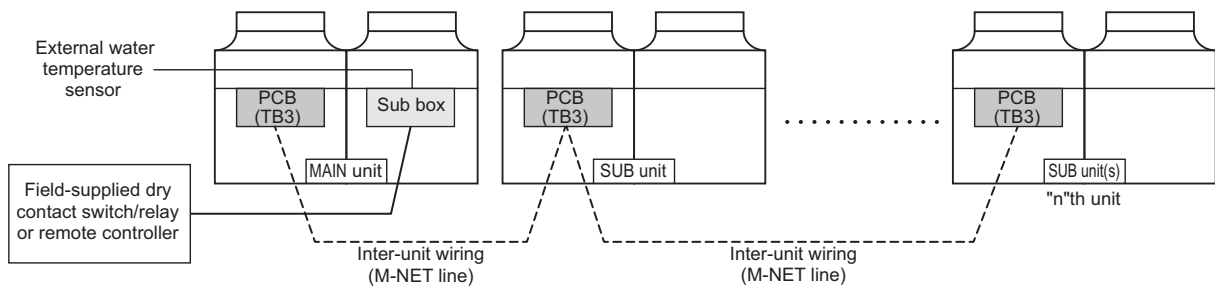 External water
temperature
sensor
PCB
(TB3)
Sub box
MAIN unit
Field-supplied dry
contact switch/relay
or remote controller
PCB
(TB3)
SUB unit
PCB
(TB3)
SUB unit(s)
"n"th unit
Inter-unit wiring
(M-NET line)
Inter-unit wiring
(M-NET line)